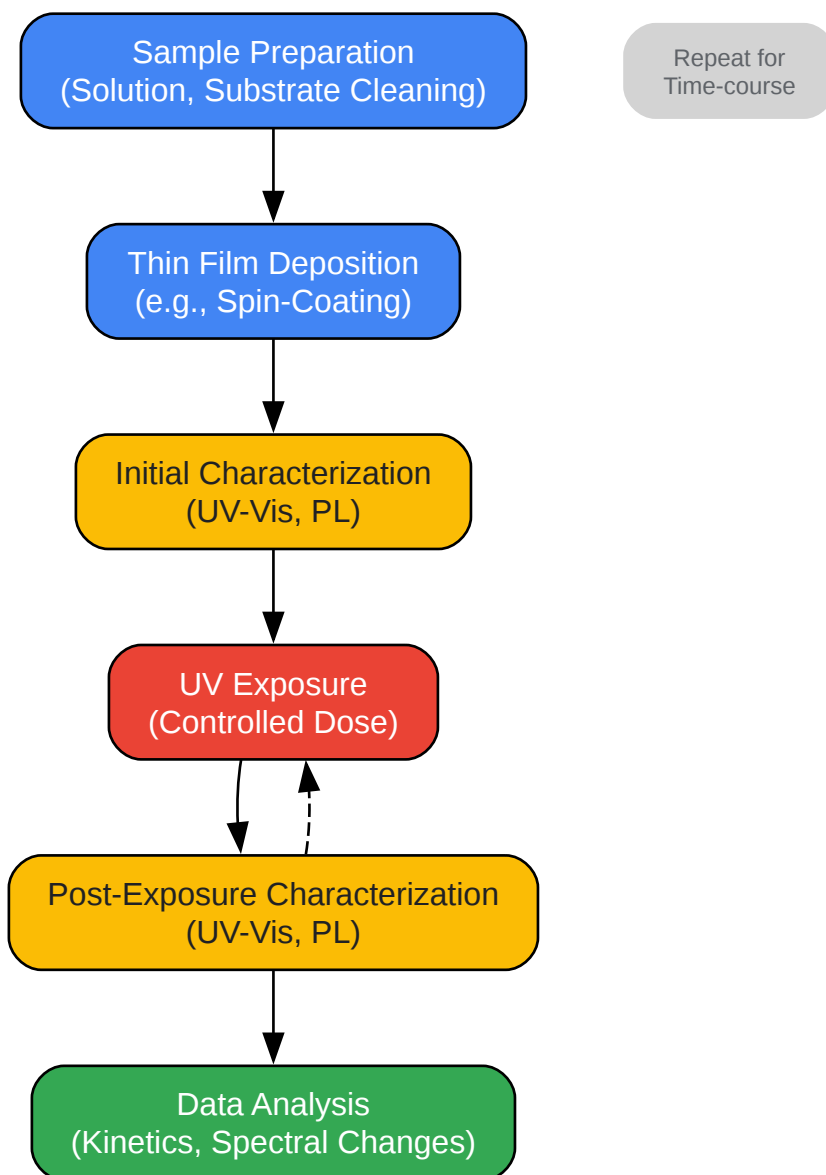 Sample Preparation
(Solution, Substrate Cleaning)
Repeat for
Time-course
Thin Film Deposition
(e.g., Spin-Coating)
Initial Characterization
(UV-Vis, PL)
UV Exposure
(Controlled Dose)
Post-Exposure Characterization
(UV-Vis, PL)
Data Analysis
(Kinetics, Spectral Changes)